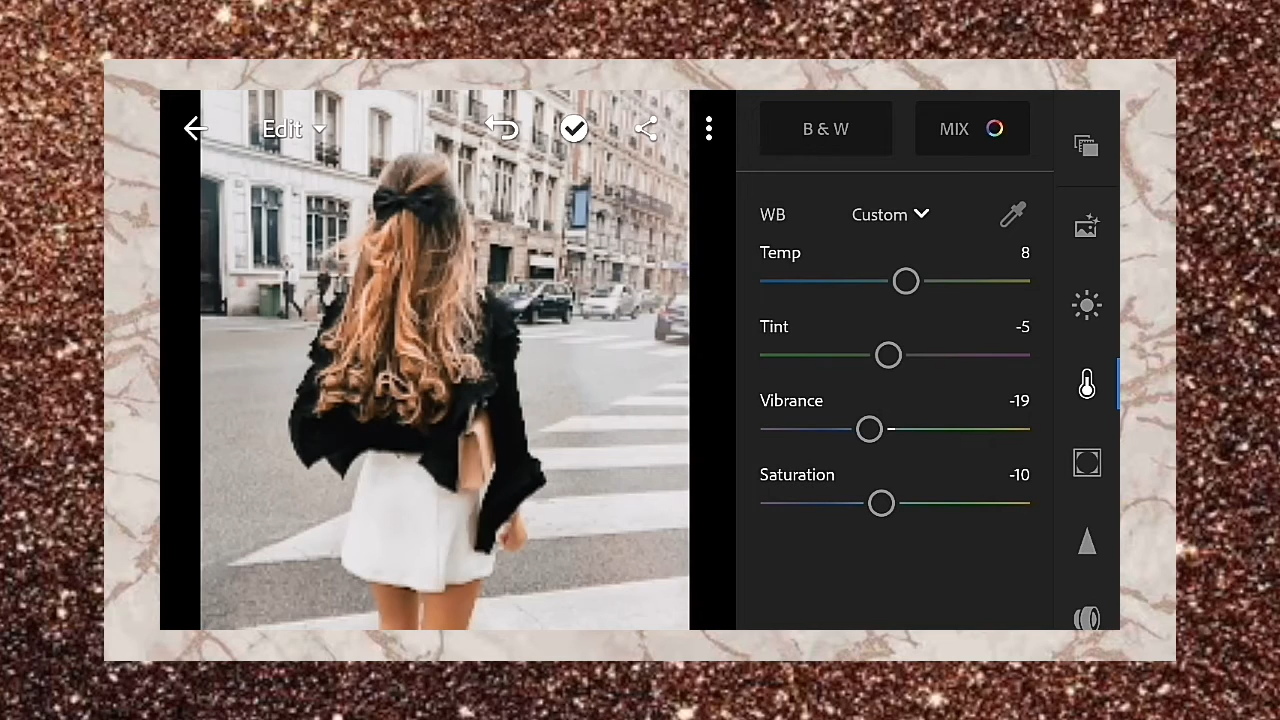 Edit
B & W
MIX
WB
Custom
Temp
8
Tint
-5
Vibrance
-19
Saturation
-10